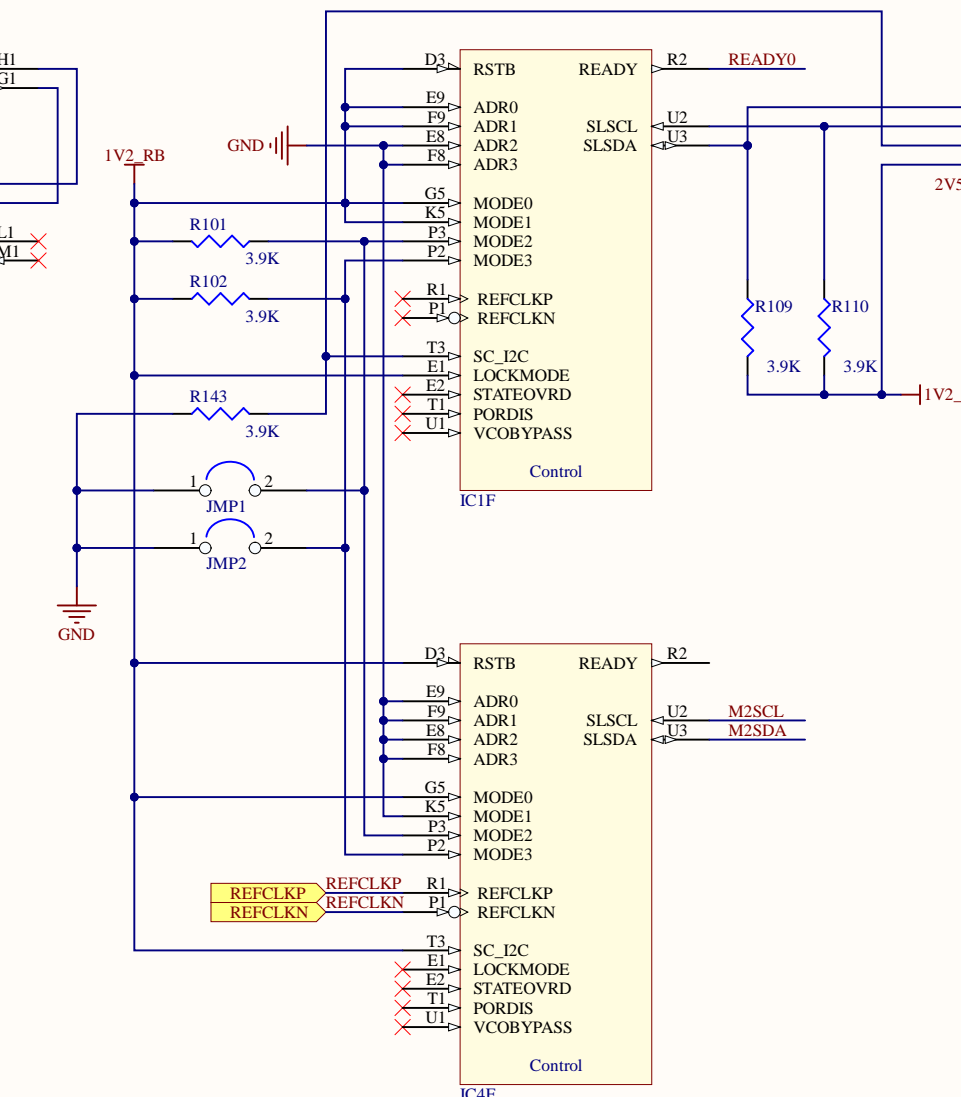 H1
G1
1V2_RB
L1
M1
GND
R101
3.9K
R102
3.9K
R143
3.9K
1 2
JMP1
1 2
JMP2
GND
D3 RSTB READY R2 READY0
E9 ADR0
F9 ADR1 SLSCL U2
E8 ADR2 SLSDA U3
F8 ADR3
G5 MODE0
K5 MODE1
P3 MODE2
P2 MODE3
R1 REFCLKP
P1 REFCLKN
T3 SC_I2C
E1 LOCKMODE
E2 STATEOVRD
T1 PORDIS
U1 VCOBYPASS
Control
IC1F
2V5
R109 R110
3.9K 3.9K
1V2_
D3 RSTB READY R2
E9 ADR0
F9 ADR1 SLSCL U2 M2SCL
E8 ADR2 SLSDA U3 M2SDA
F8 ADR3
G5 MODE0
K5 MODE1
P3 MODE2
P2 MODE3
REFCLKP REFCLKP R1 REFCLKP
REFCLKN REFCLKN P1 REFCLKN
T3 SC_I2C
E1 LOCKMODE
E2 STATEOVRD
T1 PORDIS
U1 VCOBYPASS
Control